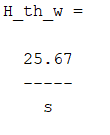 H_th_w =
25.67
-----
s